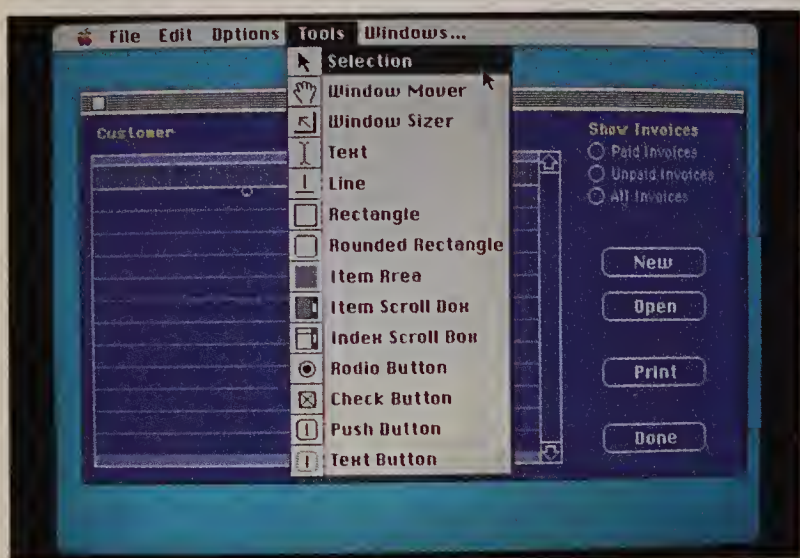 File Edit Options Tools Windows...
Selection
Window Mover
Window Sizer
Text
Line
Rectangle
Rounded Rectangle
Item Area
Item Scroll Box
Index Scroll Box
Radio Button
Check Button
Push Button
Text Button
Customer
Show Invoices
Paid Invoices
Unpaid Invoices
All Invoices
New
Open
Print
Done